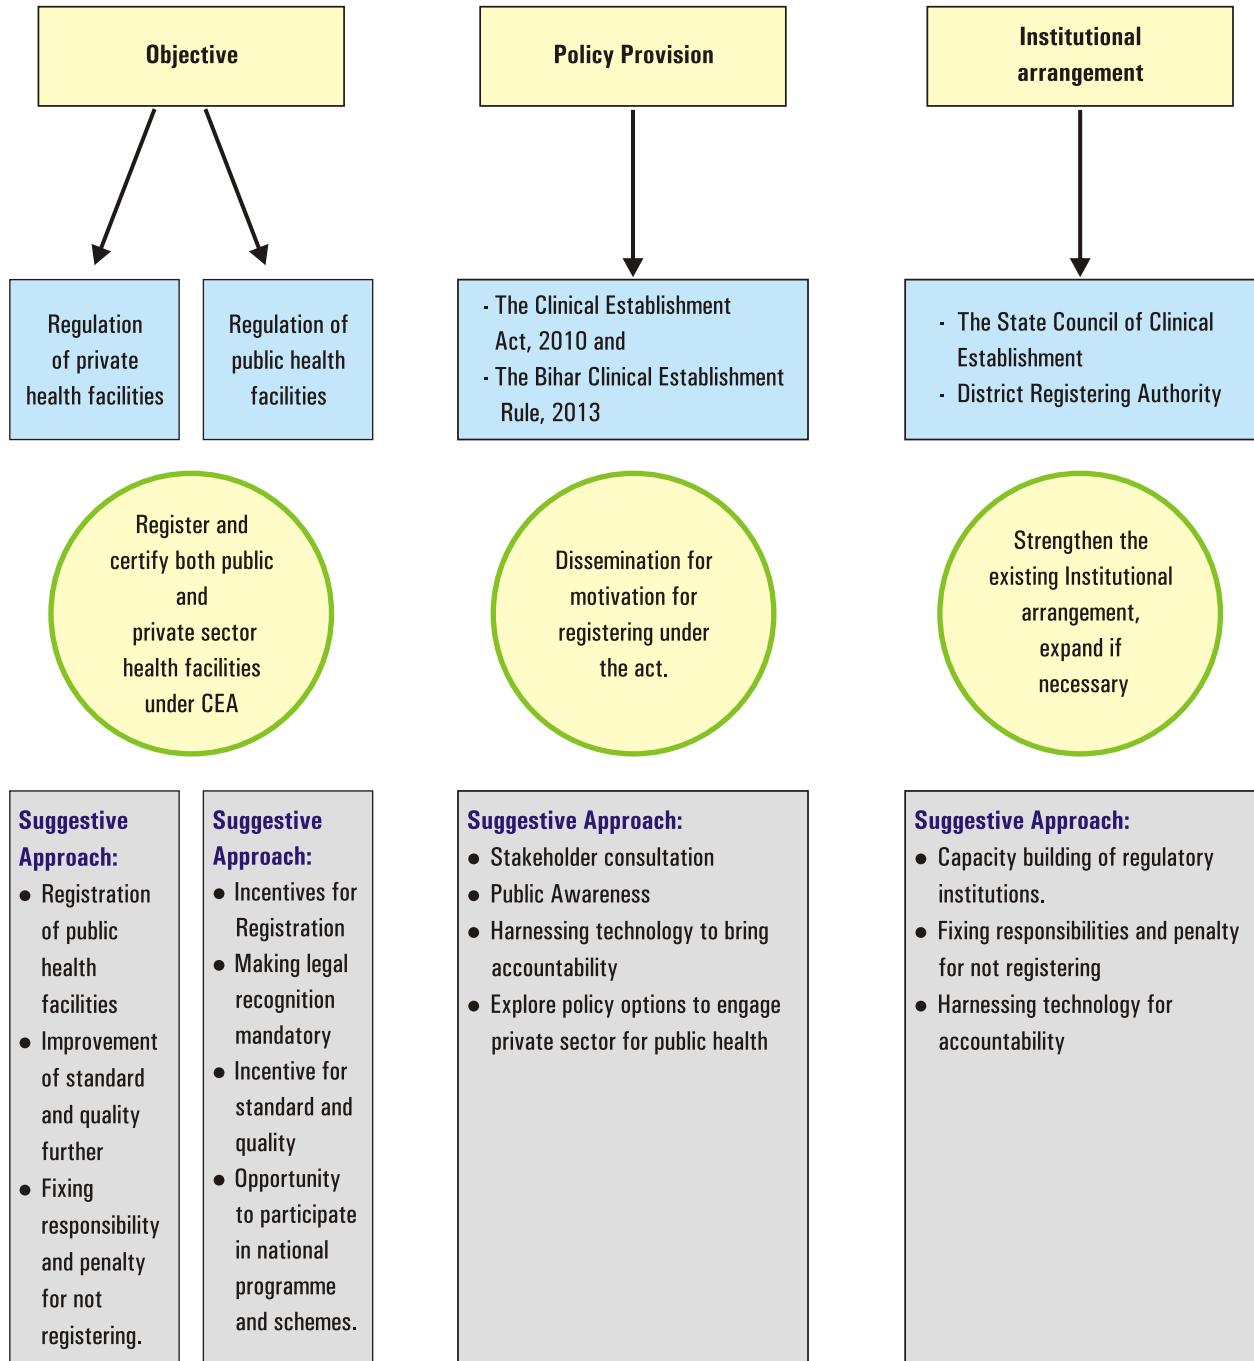 Objective
Policy Provision
Institutional
arrangement
Regulation
of private
health facilities
Regulation of
public health
facilities
- The Clinical Establishment
Act, 2010 and
- The Bihar Clinical Establishment
Rule, 2013
- The State Council of Clinical
Establishment
- District Registering Authority
Register and
certify both public
and
private sector
health facilities
under CEA
Dissemination for
motivation for
registering under
the act.
Strengthen the
existing Institutional
arrangement,
expand if
necessary
Suggestive
Approach:
● Registration
of public
health
facilities
● Improvement
of standard
and quality
further
● Fixing
responsibility
and penalty
for not
registering.
Suggestive
Approach:
● Incentives for
Registration
● Making legal
recognition
mandatory
● Incentive for
standard and
quality
● Opportunity
to participate
in national
programme
and schemes.
Suggestive Approach:
● Stakeholder consultation
● Public Awareness
● Harnessing technology to bring
accountability
● Explore policy options to engage
private sector for public health
Suggestive Approach:
● Capacity building of regulatory
institutions.
● Fixing responsibilities and penalty
for not registering
● Harnessing technology for
accountability